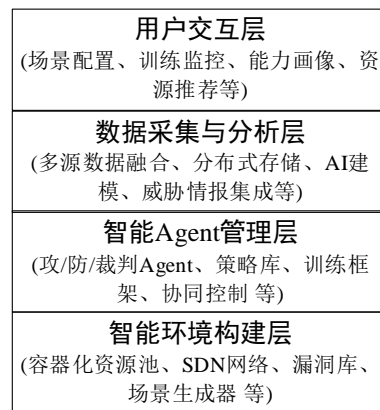 用户交互层
(场景配置、训练监控、能力画像、资
源推荐等)
数据采集与分析层
(多源数据融合、分布式存储、AI建
模、威胁情报集成等)
智能Agent管理层
(攻/防/裁判Agent、策略库、训练框
架、协同控制 等)
智能环境构建层
(容器化资源池、SDN网络、漏洞库、
场景生成器 等)